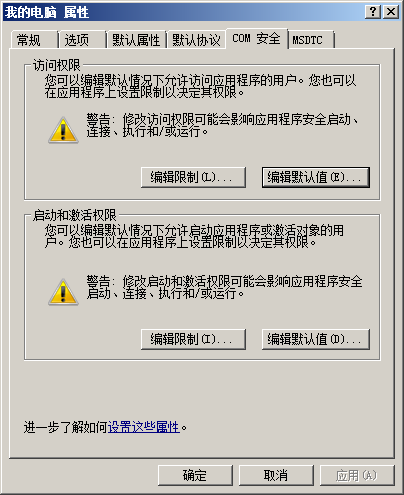 我的电脑 属性
常规 选项 默认属性 默认协议 COM 安全 MSDTC
访问权限
您可以编辑默认情况下允许访问应用程序的用户。您也可以
在应用程序上设置限制以决定其权限。
警告: 修改访问权限可能会影响应用程序安全启动、
连接、执行和/或运行。
编辑限制(L)... 编辑默认值(E)...
启动和激活权限
您可以编辑默认情况下允许启动应用程序或激活对象的用
户。您也可以在应用程序上设置限制以决定其权限。
警告: 修改启动和激活权限可能会影响应用程序安全
启动、连接、执行和/或运行。
编辑限制(I)... 编辑默认值(D)...
进一步了解如何设置这些属性。
确定 取消 应用(A)